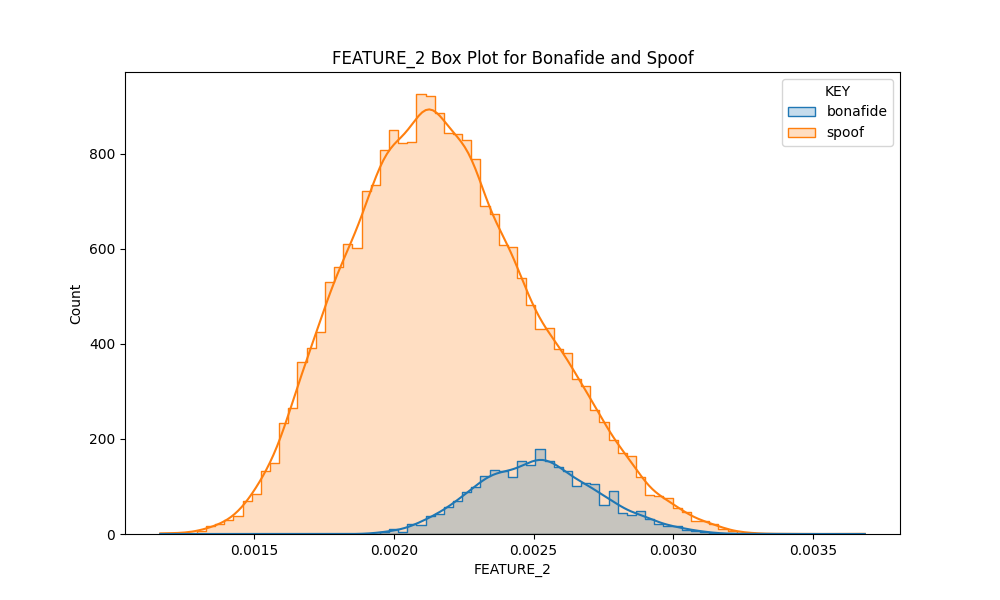 FEATURE_2 Box Plot for Bonafide and Spoof
KEY
bonafide
spoof
800
600
400
200
0
Count
0.0015 0.0020 0.0025 0.0030 0.0035
FEATURE_2